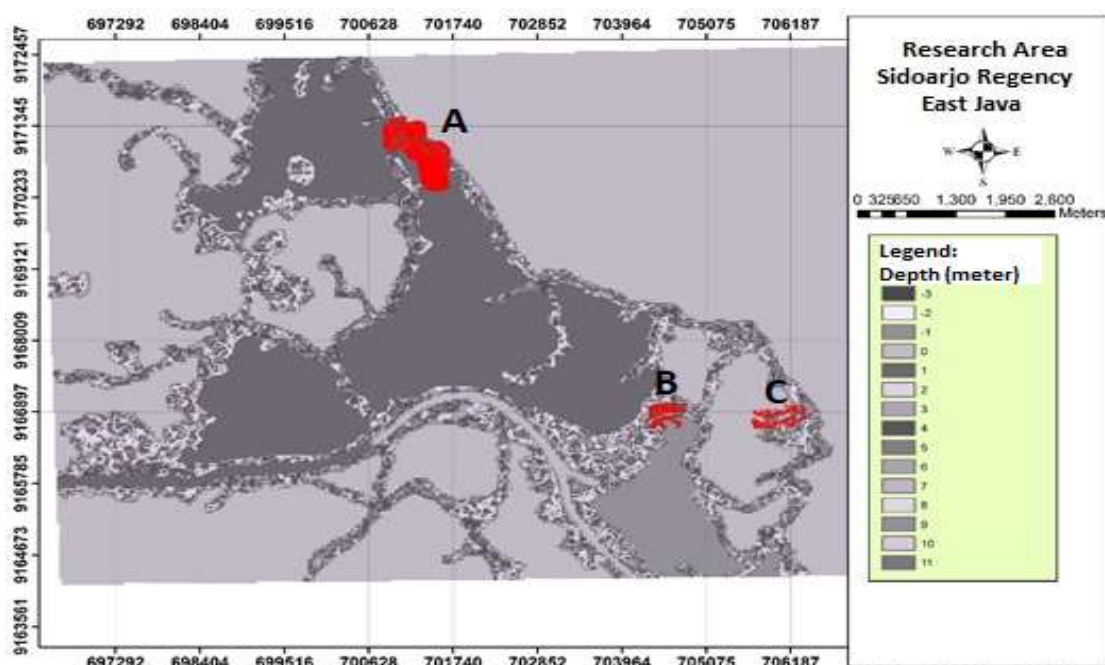 697292 698404 699516 700628 701740 702852 703964 705075 706187
9172457
9171345
9170233
9169121
9168009
9166897
9165785
9164673
9163561
A
B
C
697292 698404 699516 700628 701740 702852 703964 705075 706187
Research Area
Sidoarjo Regency
East Java
N
W E
S
0 325650 1.300 1,950 2,600
Meters
Legend:
Depth (meter)
-3
-2
-1
0
1
2
3
4
5
6
7
8
9
10
11